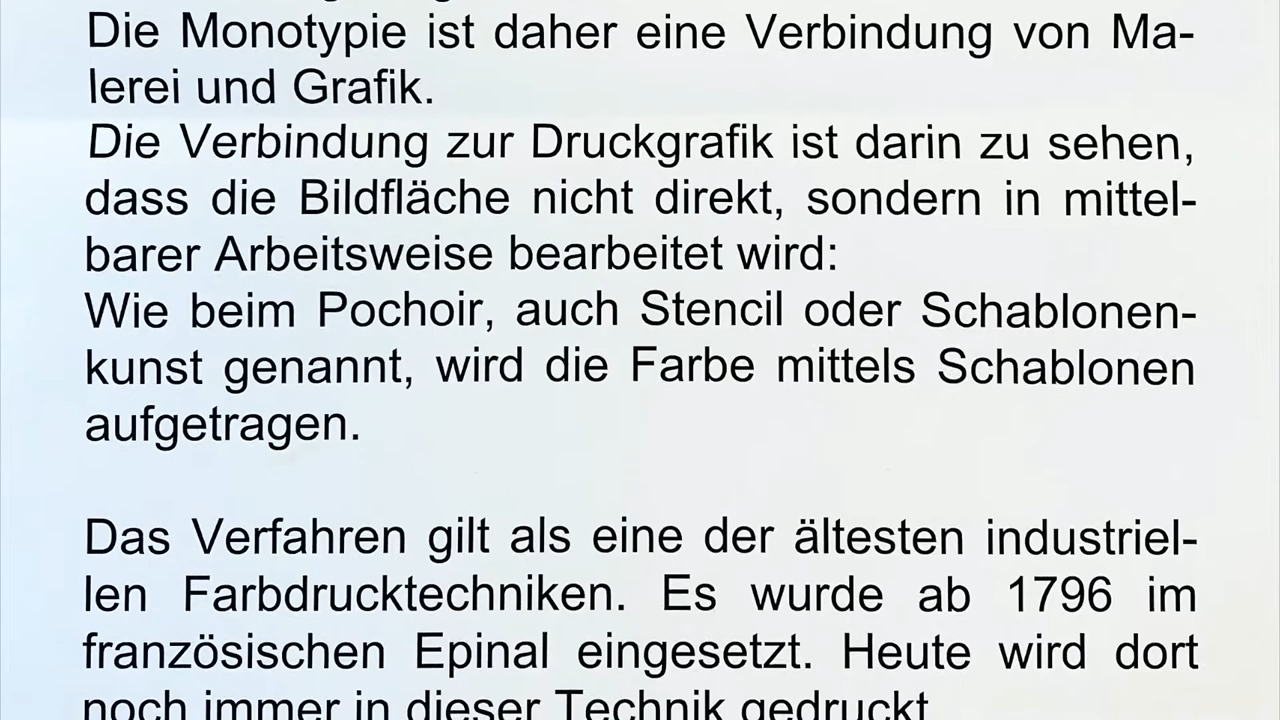 Die Monotypie ist daher eine Verbindung von Ma-
lerei und Grafik.
Die Verbindung zur Druckgrafik ist darin zu sehen,
dass die Bildfläche nicht direkt, sondern in mittel-
barer Arbeitsweise bearbeitet wird:
Wie beim Pochoir, auch Stencil oder Schablonen-
kunst genannt, wird die Farbe mittels Schablonen
aufgetragen.
Das Verfahren gilt als eine der ältesten industriel-
len Farbdrucktechniken. Es wurde ab 1796 im
französischen Epinal eingesetzt. Heute wird dort
noch immer in dieser Technik gedruckt